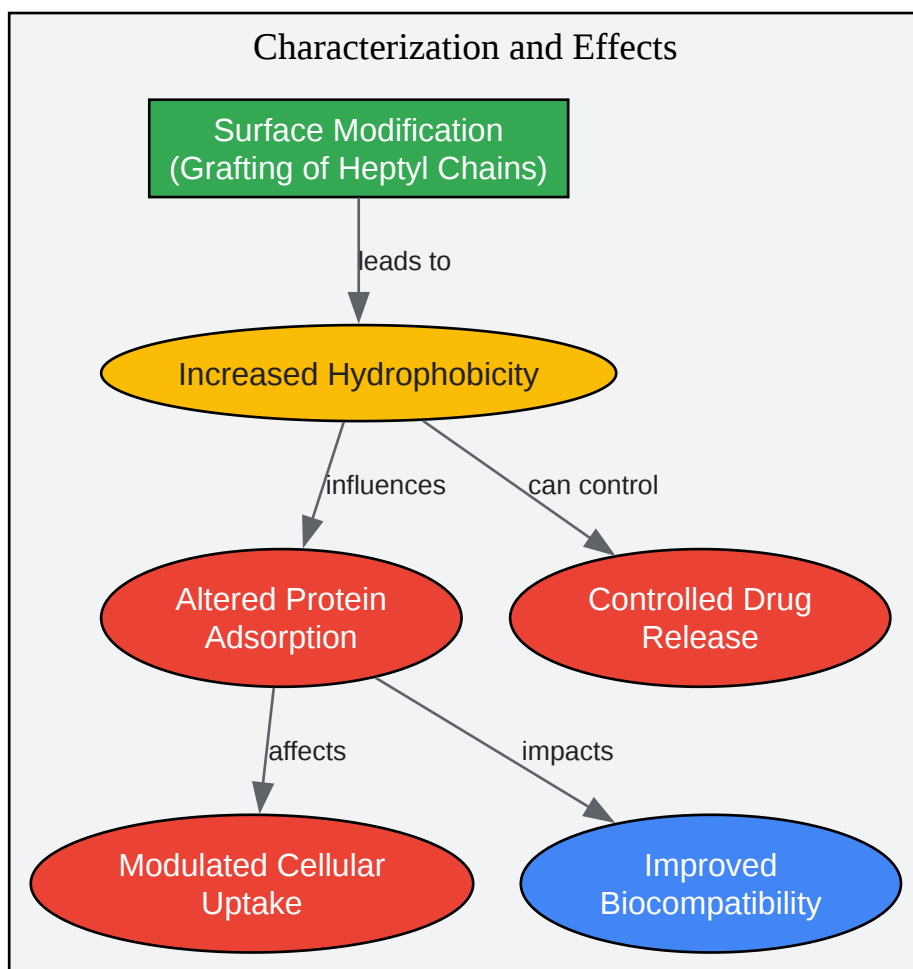 Characterization and Effects
Surface Modification
(Grafting of Heptyl Chains)
leads to
Increased Hydrophobicity
influences
can control
Altered Protein
Adsorption
Controlled Drug
Release
affects
impacts
Modulated Cellular
Uptake
Improved
Biocompatibility